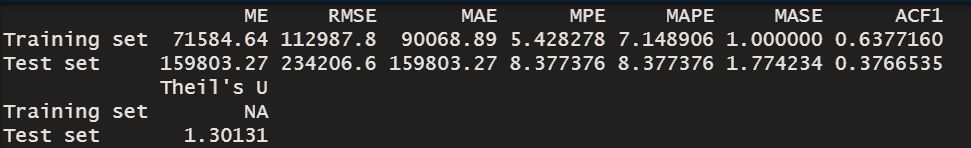 ME RMSE MAE MPE MAPE MASE ACF1
Training set 71584.64 112987.8 90068.89 5.428278 7.148906 1.000000 0.6377160
Test set 159803.27 234206.6 159803.27 8.377376 8.377376 1.774234 0.3766535
Theil's U
Training set NA
Test set 1.30131